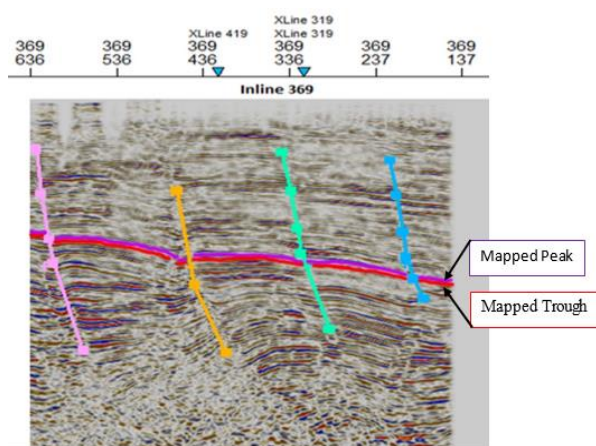 XLine 319
XLine 419 XLine 319
369 369 369 369 369 369
636 536 436 336 237 137
Inline 369
Mapped Peak
Mapped Trough